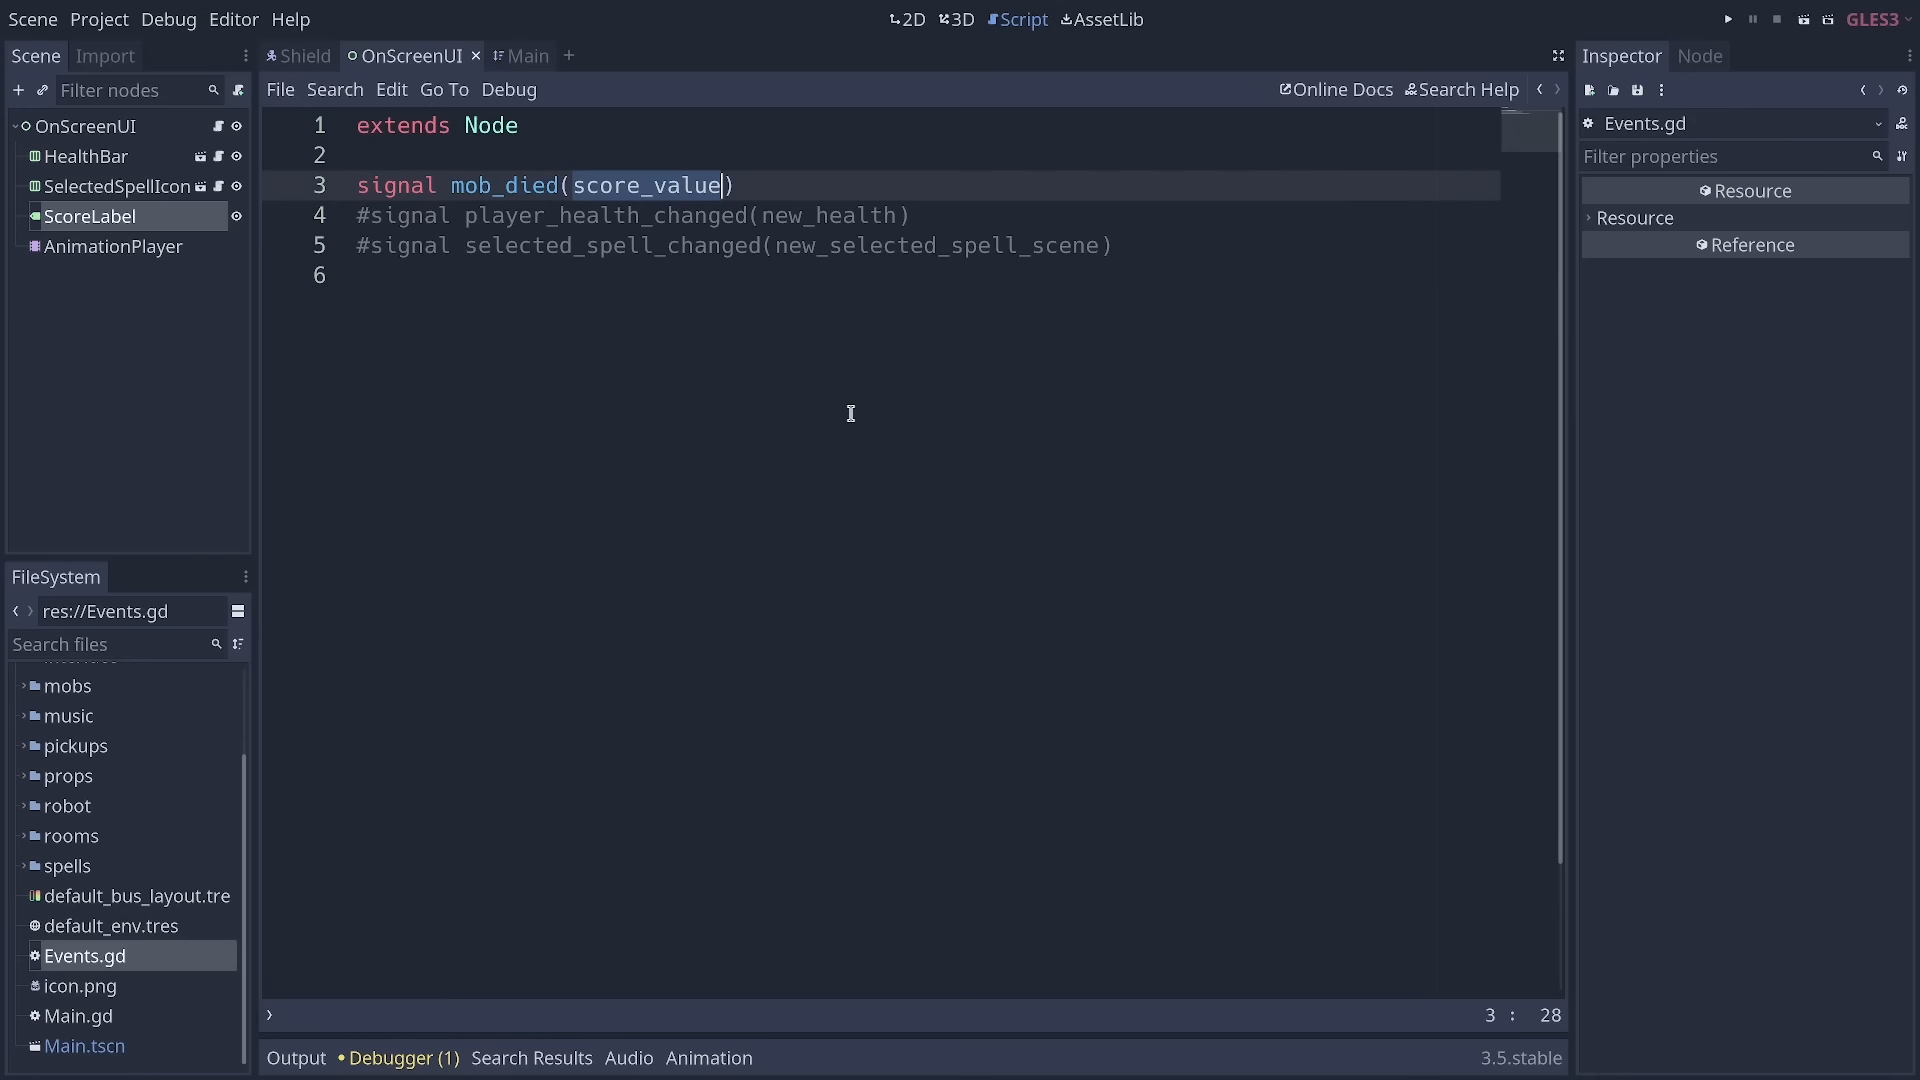 Scene Project Debug Editor Help
2D 3D Script AssetLib
GLES3
Scene Import
Filter nodes
OnScreenUI
HealthBar
SelectedSpellIcon
ScoreLabel
AnimationPlayer
FileSystem
res://Events.gd
Search files
mobs
music
pickups
props
robot
rooms
spells
default_bus_layout.tre
default_env.tres
Events.gd
icon.png
Main.gd
Main.tscn
Shield OnScreenUI Main
File Search Edit Go To Debug
Online Docs Search Help
1 extends Node
2
3 signal mob_died(score_value)
4 #signal player_health_changed(new_health)
5 #signal selected_spell_changed(new_selected_spell_scene)
6
3 : 28
Output Debugger (1) Search Results Audio Animation
3.5.stable
Inspector Node
Events.gd
Filter properties
Resource
Resource
Reference